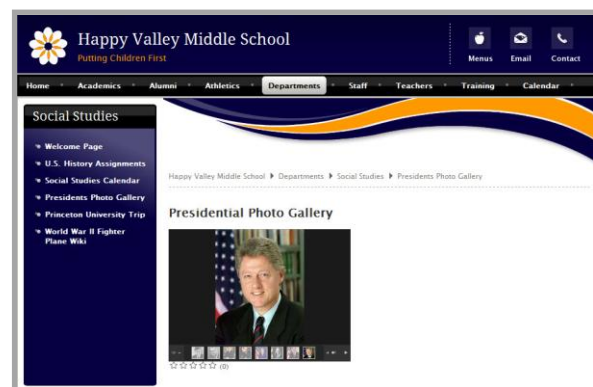 Happy Valley Middle School
Putting Children First
Menus Email Contact
Home Academics Alumni Athletics Departments Staff Teachers Training Calendar
Social Studies
Welcome Page
U.S. History Assignments
Social Studies Calendar
Presidents Photo Gallery
Princeton University Trip
World War II Fighter
Plane Wiki
Happy Valley Middle School Departments Social Studies Presidents Photo Gallery
Presidential Photo Gallery
(0)